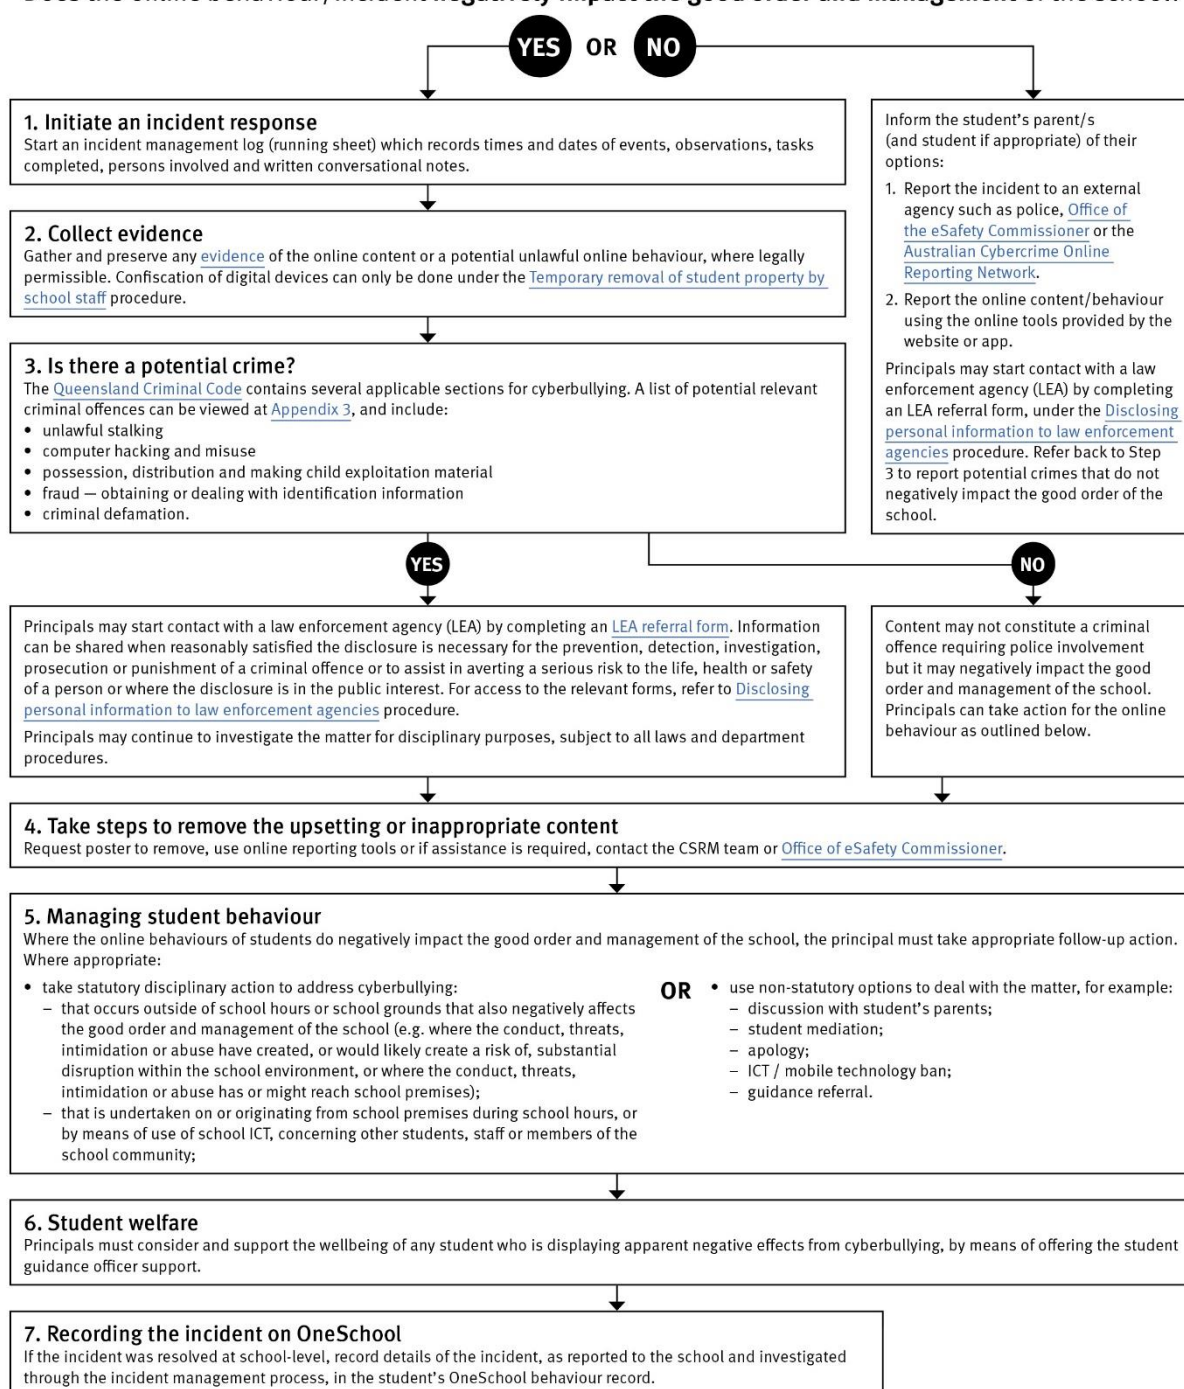 YES OR NO
1. Initiate an incident response
Start an incident management log (running sheet) which records times and dates of events, observations, tasks
completed, persons involved and written conversational notes.
2. Collect evidence
Gather and preserve any evidence of the online content or a potential unlawful online behaviour, where legally
permissible. Confiscation of digital devices can only be done under the Temporary removal of student property by
school staff procedure.
3. Is there a potential crime?
The Queensland Criminal Code contains several applicable sections for cyberbullying. A list of potential relevant
criminal offences can be viewed at Appendix 3, and include:
• unlawful stalking
• computer hacking and misuse
• possession, distribution and making child exploitation material
• fraud — obtaining or dealing with identification information
• criminal defamation.
Inform the student's parent/s
(and student if appropriate) of their
options:
1. Report the incident to an external
agency such as police, Office of
the eSafety Commissioner or the
Australian Cybercrime Online
Reporting Network.
2. Report the online content/behaviour
using the online tools provided by the
website or app.
Principals may start contact with a law
enforcement agency (LEA) by completing
an LEA referral form, under the Disclosing
personal information to law enforcement
agencies procedure. Refer back to Step
3 to report potential crimes that do not
negatively impact the good order of the
school.
YES
NO
Principals may start contact with a law enforcement agency (LEA) by completing an LEA referral form. Information
can be shared when reasonably satisfied the disclosure is necessary for the prevention, detection, investigation,
prosecution or punishment of a criminal offence or to assist in averting a serious risk to the life, health or safety
of a person or where the disclosure is in the public interest. For access to the relevant forms, refer to Disclosing
personal information to law enforcement agencies procedure.
Principals may continue to investigate the matter for disciplinary purposes, subject to all laws and department
procedures.
Content may not constitute a criminal
offence requiring police involvement
but it may negatively impact the good
order and management of the school.
Principals can take action for the online
behaviour as outlined below.
4. Take steps to remove the upsetting or inappropriate content
Request poster to remove, use online reporting tools or if assistance is required, contact the CSRM team or Office of eSafety Commissioner.
5. Managing student behaviour
Where the online behaviours of students do negatively impact the good order and management of the school, the principal must take appropriate follow-up action.
Where appropriate:
• take statutory disciplinary action to address cyberbullying:
– that occurs outside of school hours or school grounds that also negatively affects
the good order and management of the school (e.g. where the conduct, threats,
intimidation or abuse have created, or would likely create a risk of, substantial
disruption within the school environment, or where the conduct, threats,
intimidation or abuse has or might reach school premises);
– that is undertaken on or originating from school premises during school hours, or
by means of use of school ICT, concerning other students, staff or members of the
school community;
OR
• use non-statutory options to deal with the matter, for example:
– discussion with student's parents;
– student mediation;
– apology;
– ICT / mobile technology ban;
– guidance referral.
6. Student welfare
Principals must consider and support the wellbeing of any student who is displaying apparent negative effects from cyberbullying, by means of offering the student
guidance officer support.
7. Recording the incident on OneSchool
If the incident was resolved at school-level, record details of the incident, as reported to the school and investigated
through the incident management process, in the student's OneSchool behaviour record.